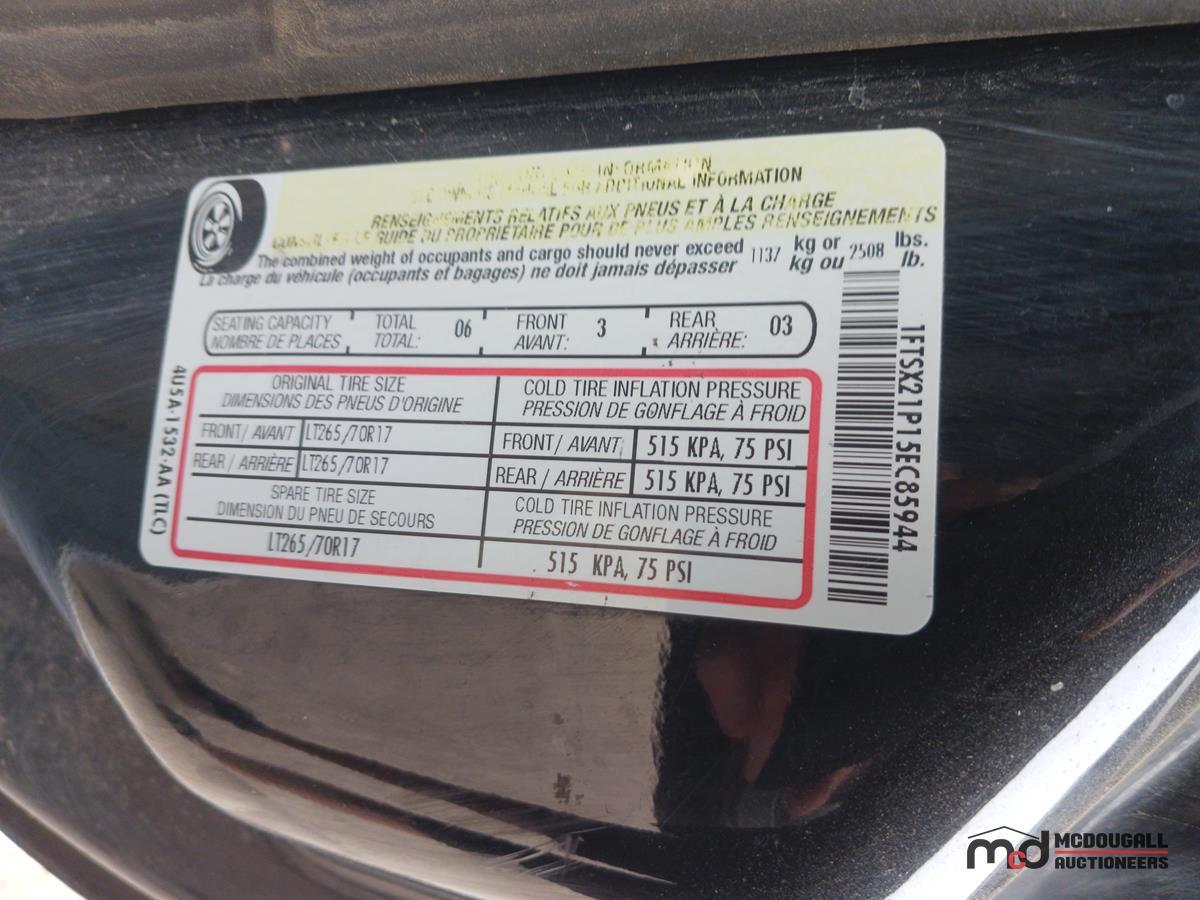 INFORMATION
FOR ADDITIONAL INFORMATION
RENSEIGNEMENTS RELATIFS AUX PNEUS ET À LA CHARGE
LE GUIDE DU PROPRIÉTAIRE POUR DE PLUS AMPLES RENSEIGNEMENTS
The combined weight of occupants and cargo should never exceed 1137 kg or 2508 lbs.
La charge du véhicule (occupants et bagages) ne doit jamais dépasser kg ou lb.
SEATING CAPACITY TOTAL 06 FRONT 3 REAR 03
NOMBRE DE PLACES TOTAL: AVANT: ARRIÈRE:
ORIGINAL TIRE SIZE COLD TIRE INFLATION PRESSURE
DIMENSIONS DES PNEUS D'ORIGINE PRESSION DE GONFLAGE À FROID
FRONT/ AVANT LT265/70R17 FRONT/ AVANT 515 KPA, 75 PSI
REAR / ARRIÈRE LT265/70R17 REAR / ARRIÈRE 515 KPA, 75 PSI
SPARE TIRE SIZE COLD TIRE INFLATION PRESSURE
DIMENSION DU PNEU DE SECOURS PRESSION DE GONFLAGE À FROID
LT265/70R17 515 KPA, 75 PSI
4U5A-1532-AA (TLC)
1FTSX21P15EC85944
mcd MCDOUGALL
AUCTIONEERS